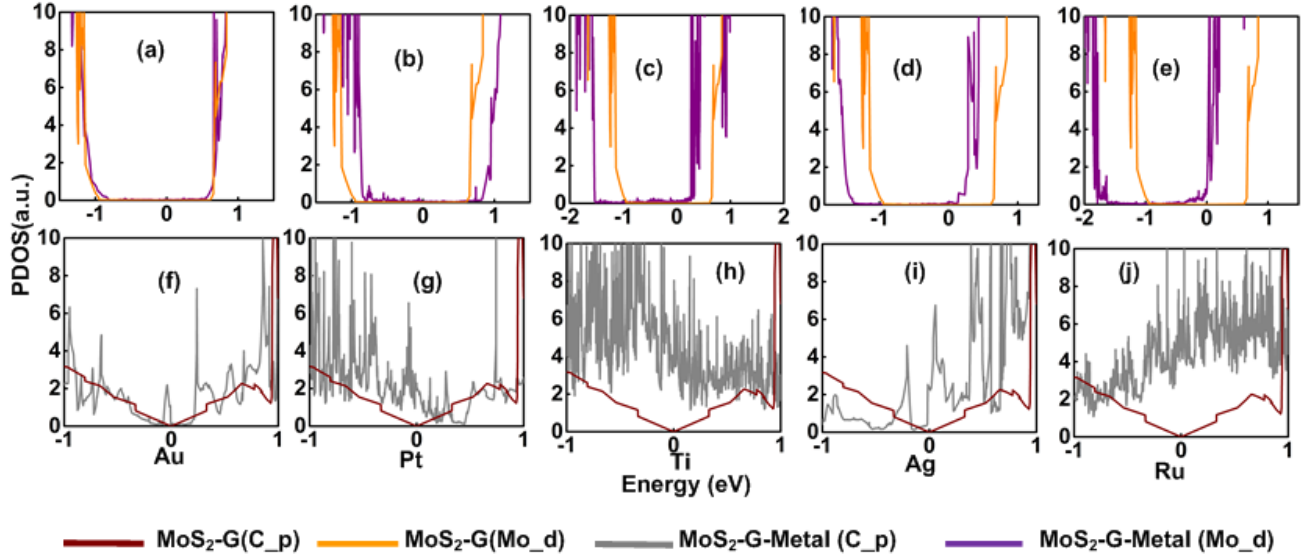 PDOS(a.u.)
10 8 6 4 2 0
(a)
-1 0 1
10 8 6 4 2 0
(b)
-1 0 1
10 8 6 4 2 0
(c)
-2 -1 0 1 2
10 8 6 4 2 0
(d)
-1 0 1
10 8 6 4 2 0
(e)
-2 -1 0 1
10 8 6 4 2 0
(f)
-1 0 1
10 8 6 4 2 0
(g)
-1 0 1
10 8 6 4 2 0
(h)
-1 0 1
10 8 6 4 2 0
(i)
-1 0 1
10 8 6 4 2 0
(j)
-1 0 1
Au Pt Ti Ag Ru
Energy (eV)
MoS₂-G(C_p) MoS₂-G(Mo_d) MoS₂-G-Metal (C_p) MoS₂-G-Metal (Mo_d)